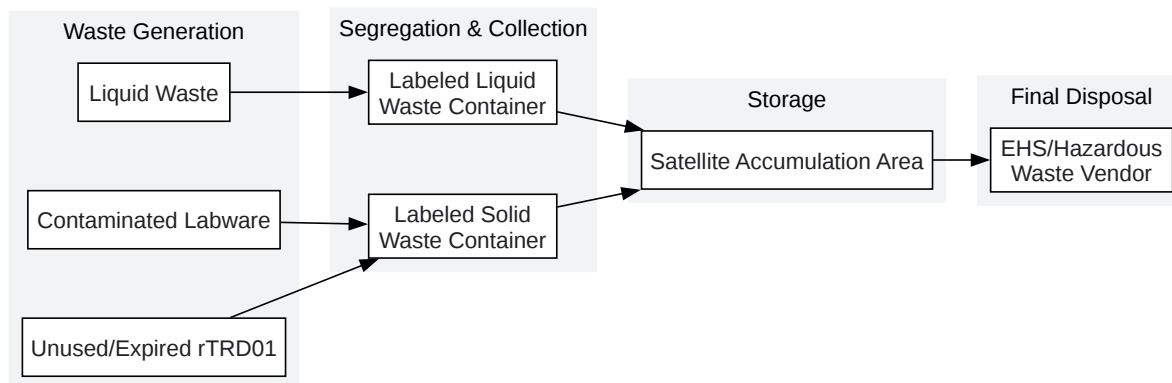 Waste Generation
Liquid Waste
Contaminated Labware
Unused/Expired rTRD01
Segregation & Collection
Labeled Liquid
Waste Container
Labeled Solid
Waste Container
Storage
Satellite Accumulation Area
Final Disposal
EHS/Hazardous
Waste Vendor